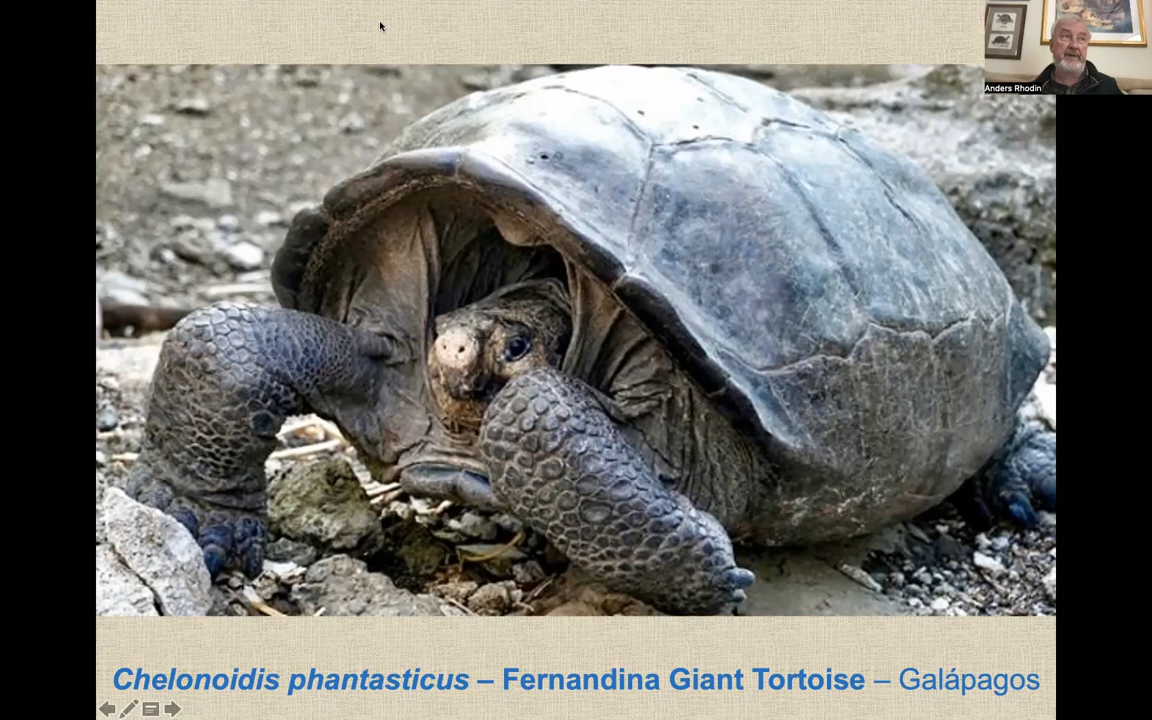 Anders Rhodin
Chelonoidis phantasticus – Fernandina Giant Tortoise – Galápagos